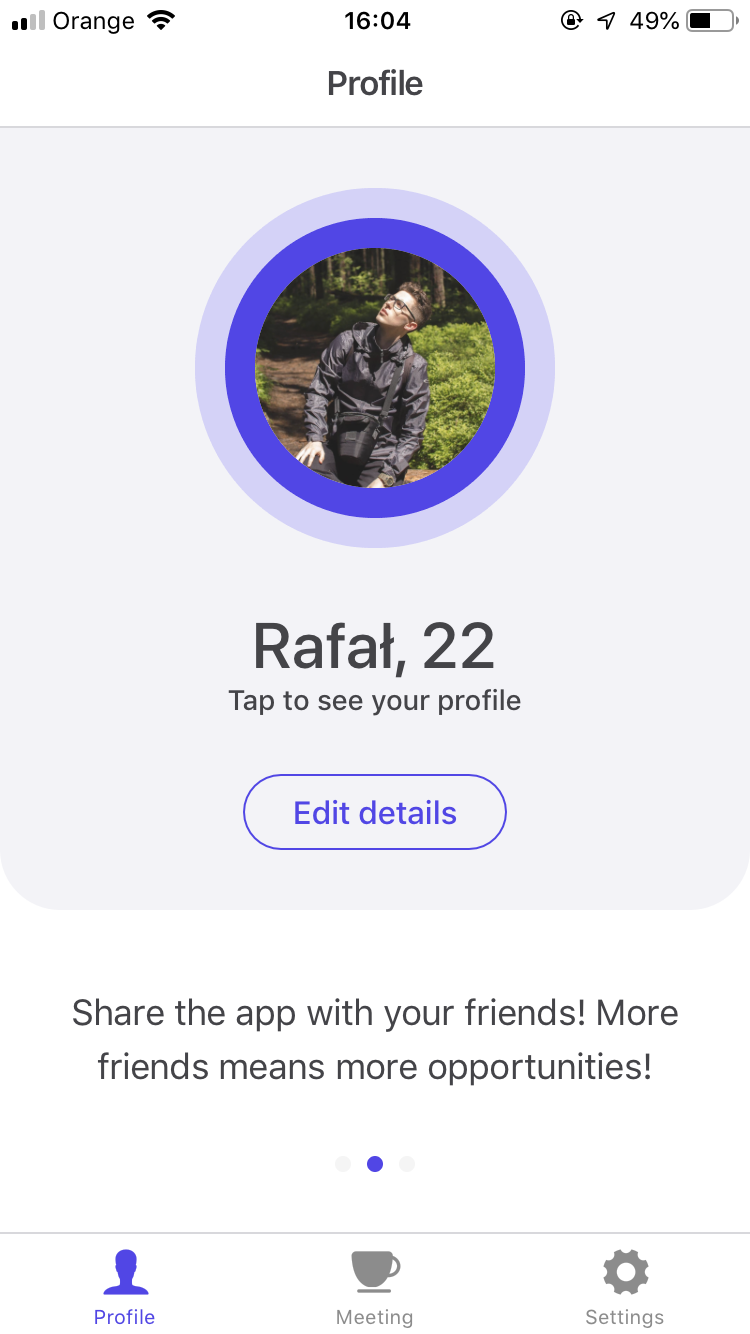 Orange 16:04 49%
Profile
Rafał, 22
Tap to see your profile
Edit details
Share the app with your friends! More
friends means more opportunities!
Profile Meeting Settings